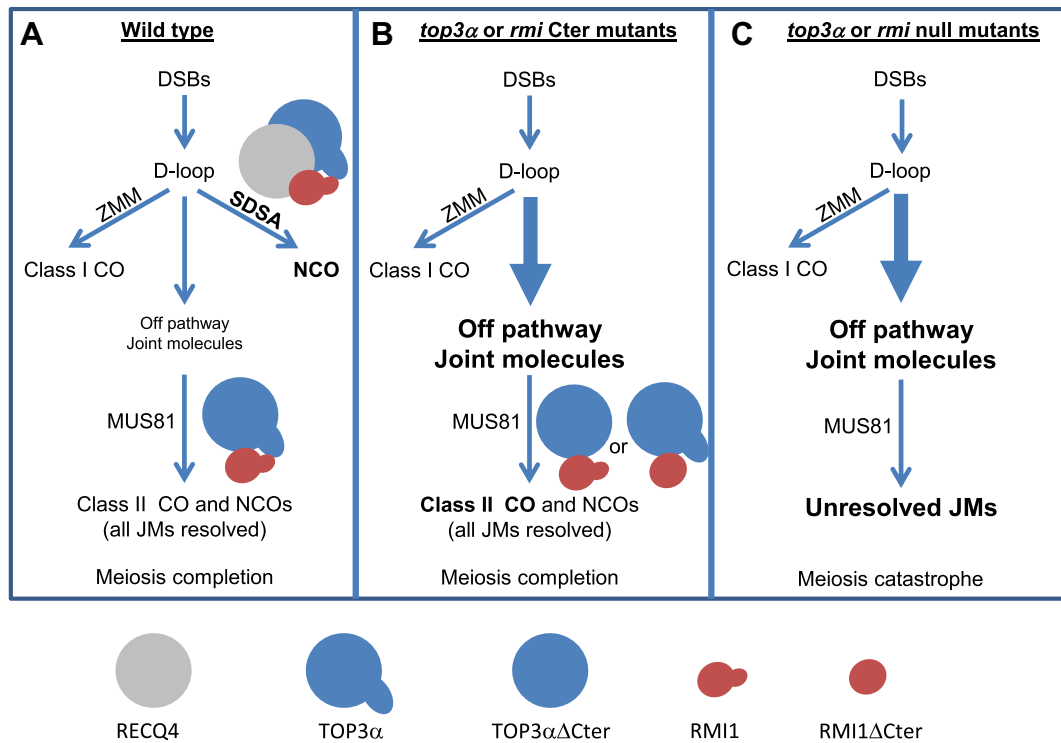 A
Wild type
DSBs
D-loop
ZMM
SDSA
Class I CO
NCO
Off pathway
Joint molecules
MUS81
Class II CO and NCOs
(all JMs resolved)
Meiosis completion
B
top3α or rmi Cter mutants
DSBs
D-loop
ZMM
Class I CO
Off pathway
Joint molecules
MUS81
or
Class II CO and NCOs
(all JMs resolved)
Meiosis completion
C
top3α or rmi null mutants
DSBs
D-loop
ZMM
Class I CO
Off pathway
Joint molecules
MUS81
Unresolved JMs
Meiosis catastrophe
RECQ4
TOP3α
TOP3αΔCter
RMI1
RMI1ΔCter